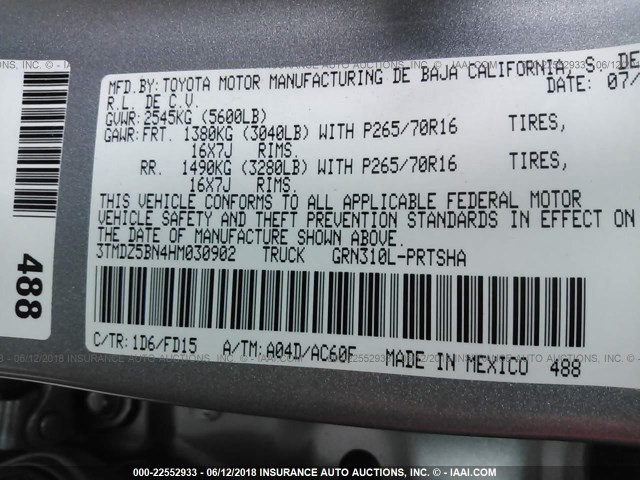 MFD.BY:TOYOTA MOTOR MANUFACTURING DE BAJA CALIFORNIA, S. DE
R.L. DE C.V. DATE: 07/
GVWR:2545KG (5600LB)
GAWR:FRT. 1380KG (3040LB) WITH P265/70R16 TIRES,
16X7J RIMS.
RR. 1490KG (3280LB) WITH P265/70R16 TIRES,
16X7J RIMS.
THIS VEHICLE CONFORMS TO ALL APPLICABLE FEDERAL MOTOR
VEHICLE SAFETY AND THEFT PREVENTION STANDARDS IN EFFECT ON
THE DATE OF MANUFACTURE SHOWN ABOVE.
3TMDZ5BN4HM030902 TRUCK GRN310L-PRTSHA
C/TR:1D6/FD15 A/TM:A04D/AC60F MADE IN MEXICO 488
488
000-22552933 - 06/12/2018 INSURANCE AUTO AUCTIONS, INC. - © IAAI.COM